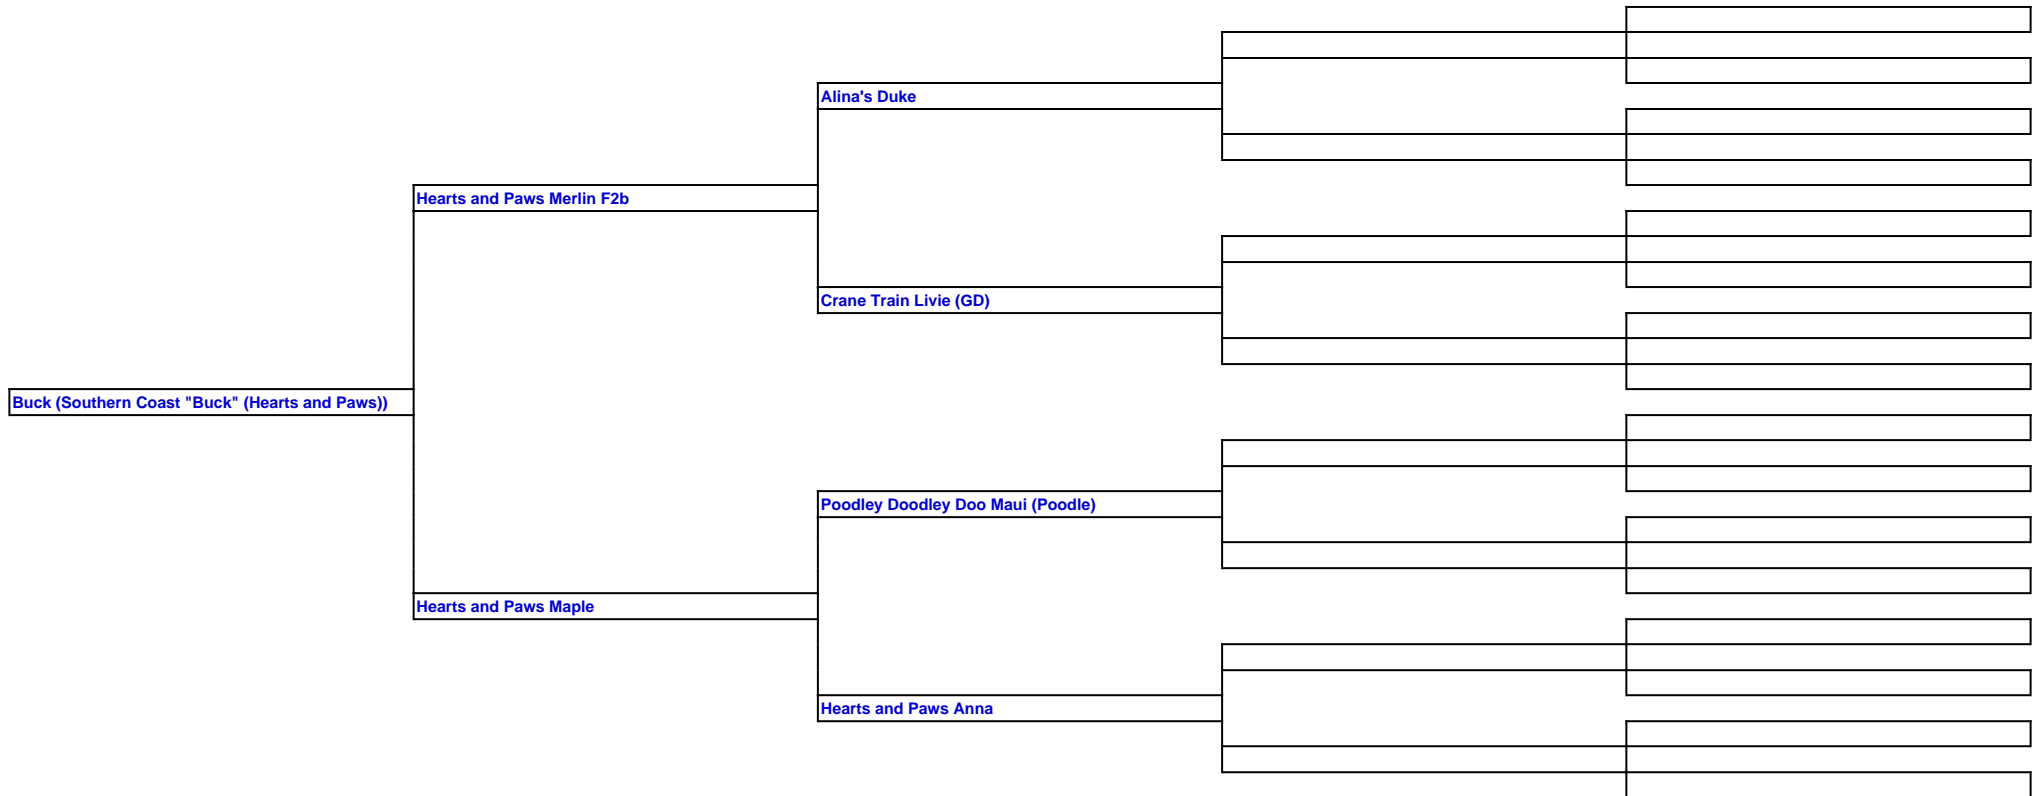 Alina's Duke
Hearts and Paws Merlin F2b
Crane Train Livie (GD)
Buck (Southern Coast "Buck" (Hearts and Paws))
Poodley Doodley Doo Maui (Poodle)
Hearts and Paws Maple
Hearts and Paws Anna